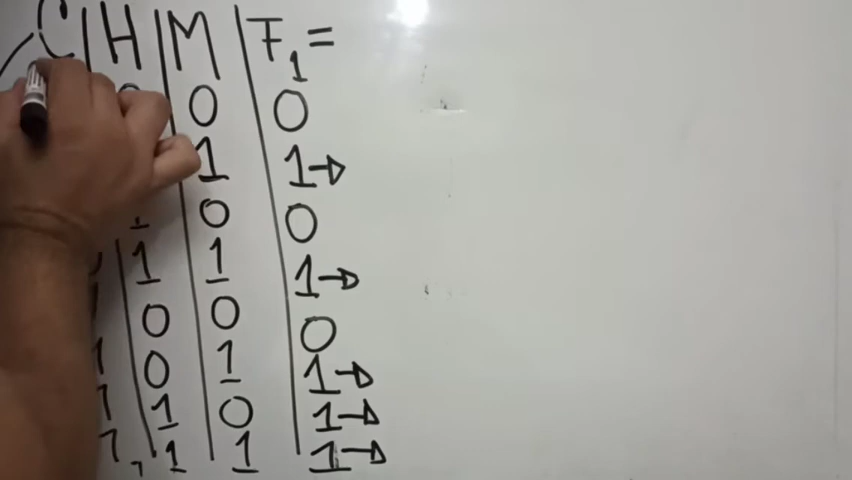 C | H | M | F1 =
0 0
1 1→
0 0
1 1 1→
0 0 0
1 0 1 1→
1 1 0 1→
1 1 1 1→